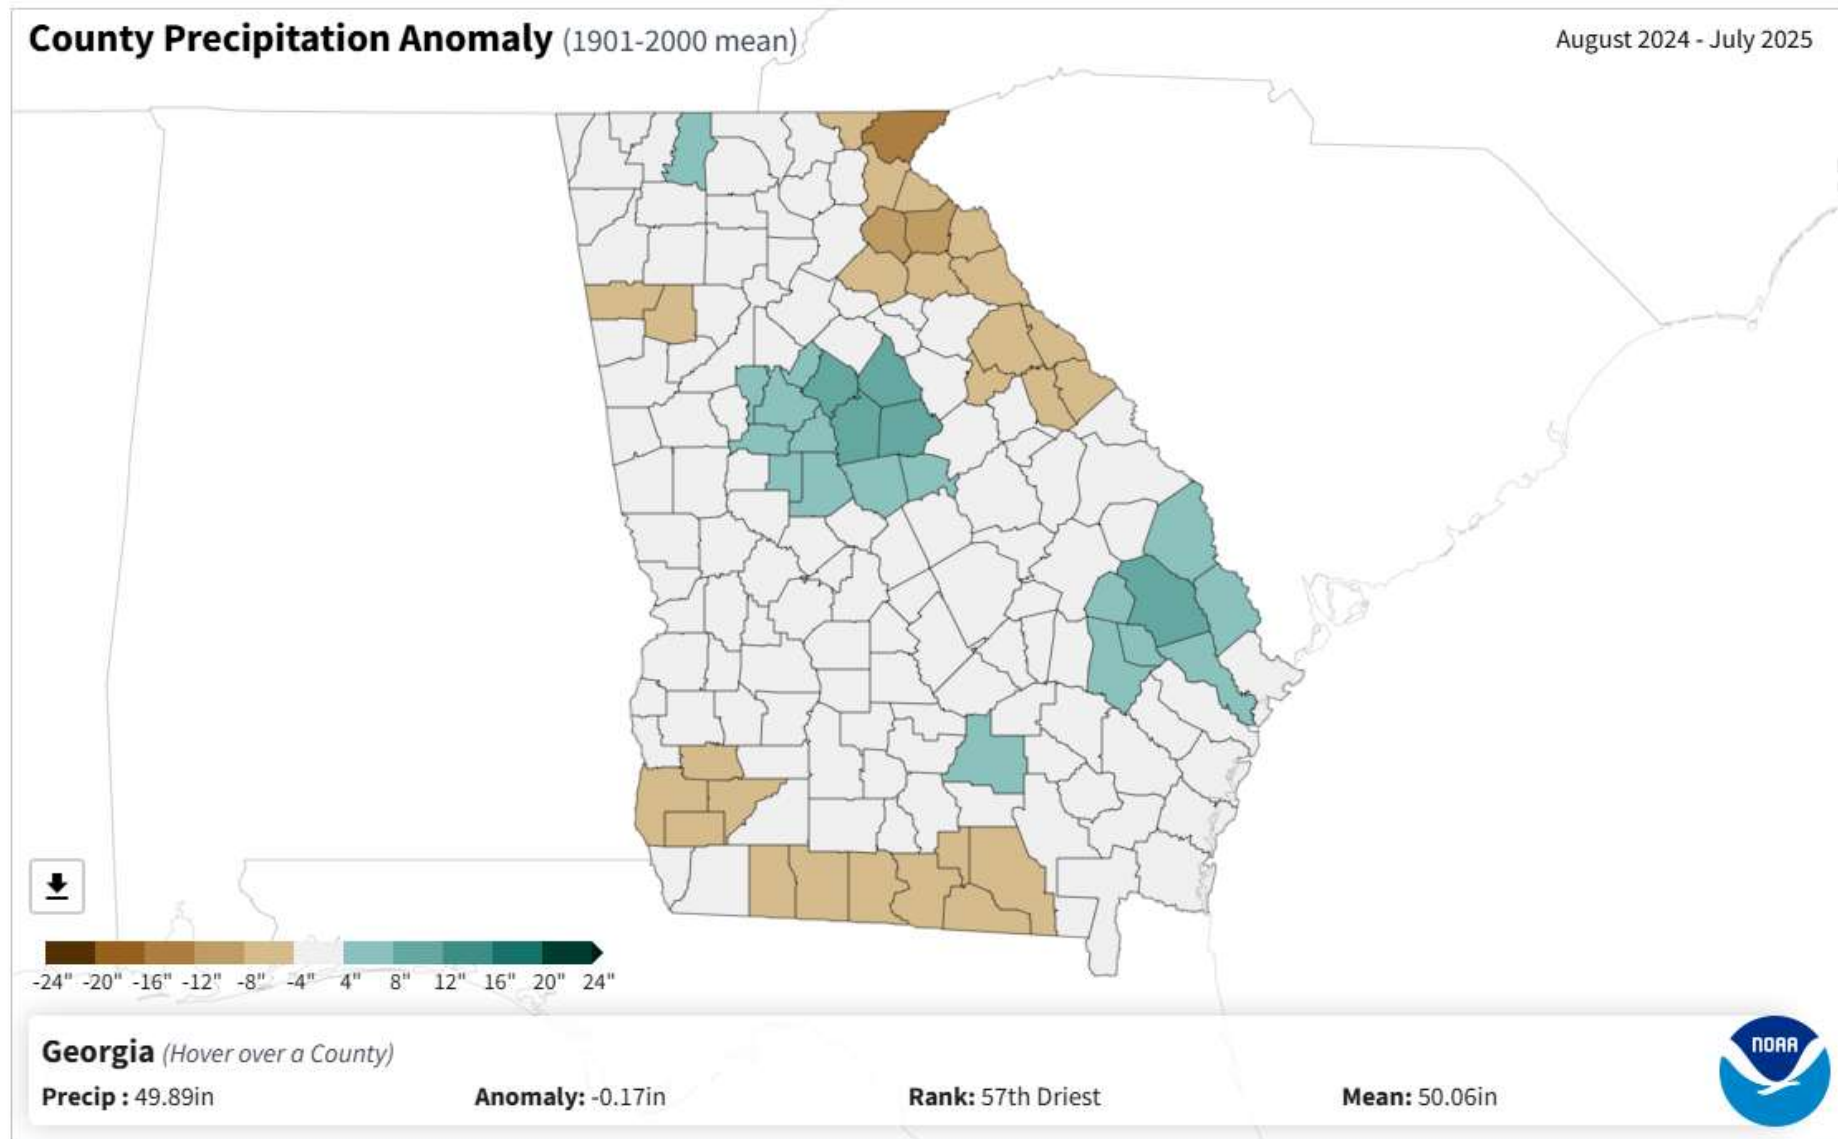 County Precipitation Anomaly (1901-2000 mean)
August 2024 - July 2025
-24" -20" -16" -12" -8" -4" 4" 8" 12" 16" 20" 24"
Georgia (Hover over a County)
Precip : 49.89in Anomaly: -0.17in Rank: 57th Driest Mean: 50.06in
NOAA